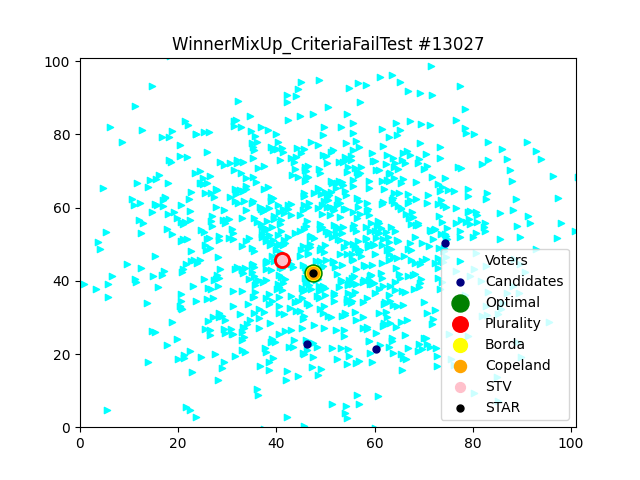 WinnerMixUp_CriteriaFailTest #13027
100
80
60
40
20
0
0
20
40
60
80
100
Voters
Candidates
Optimal
Plurality
Borda
Copeland
STV
STAR